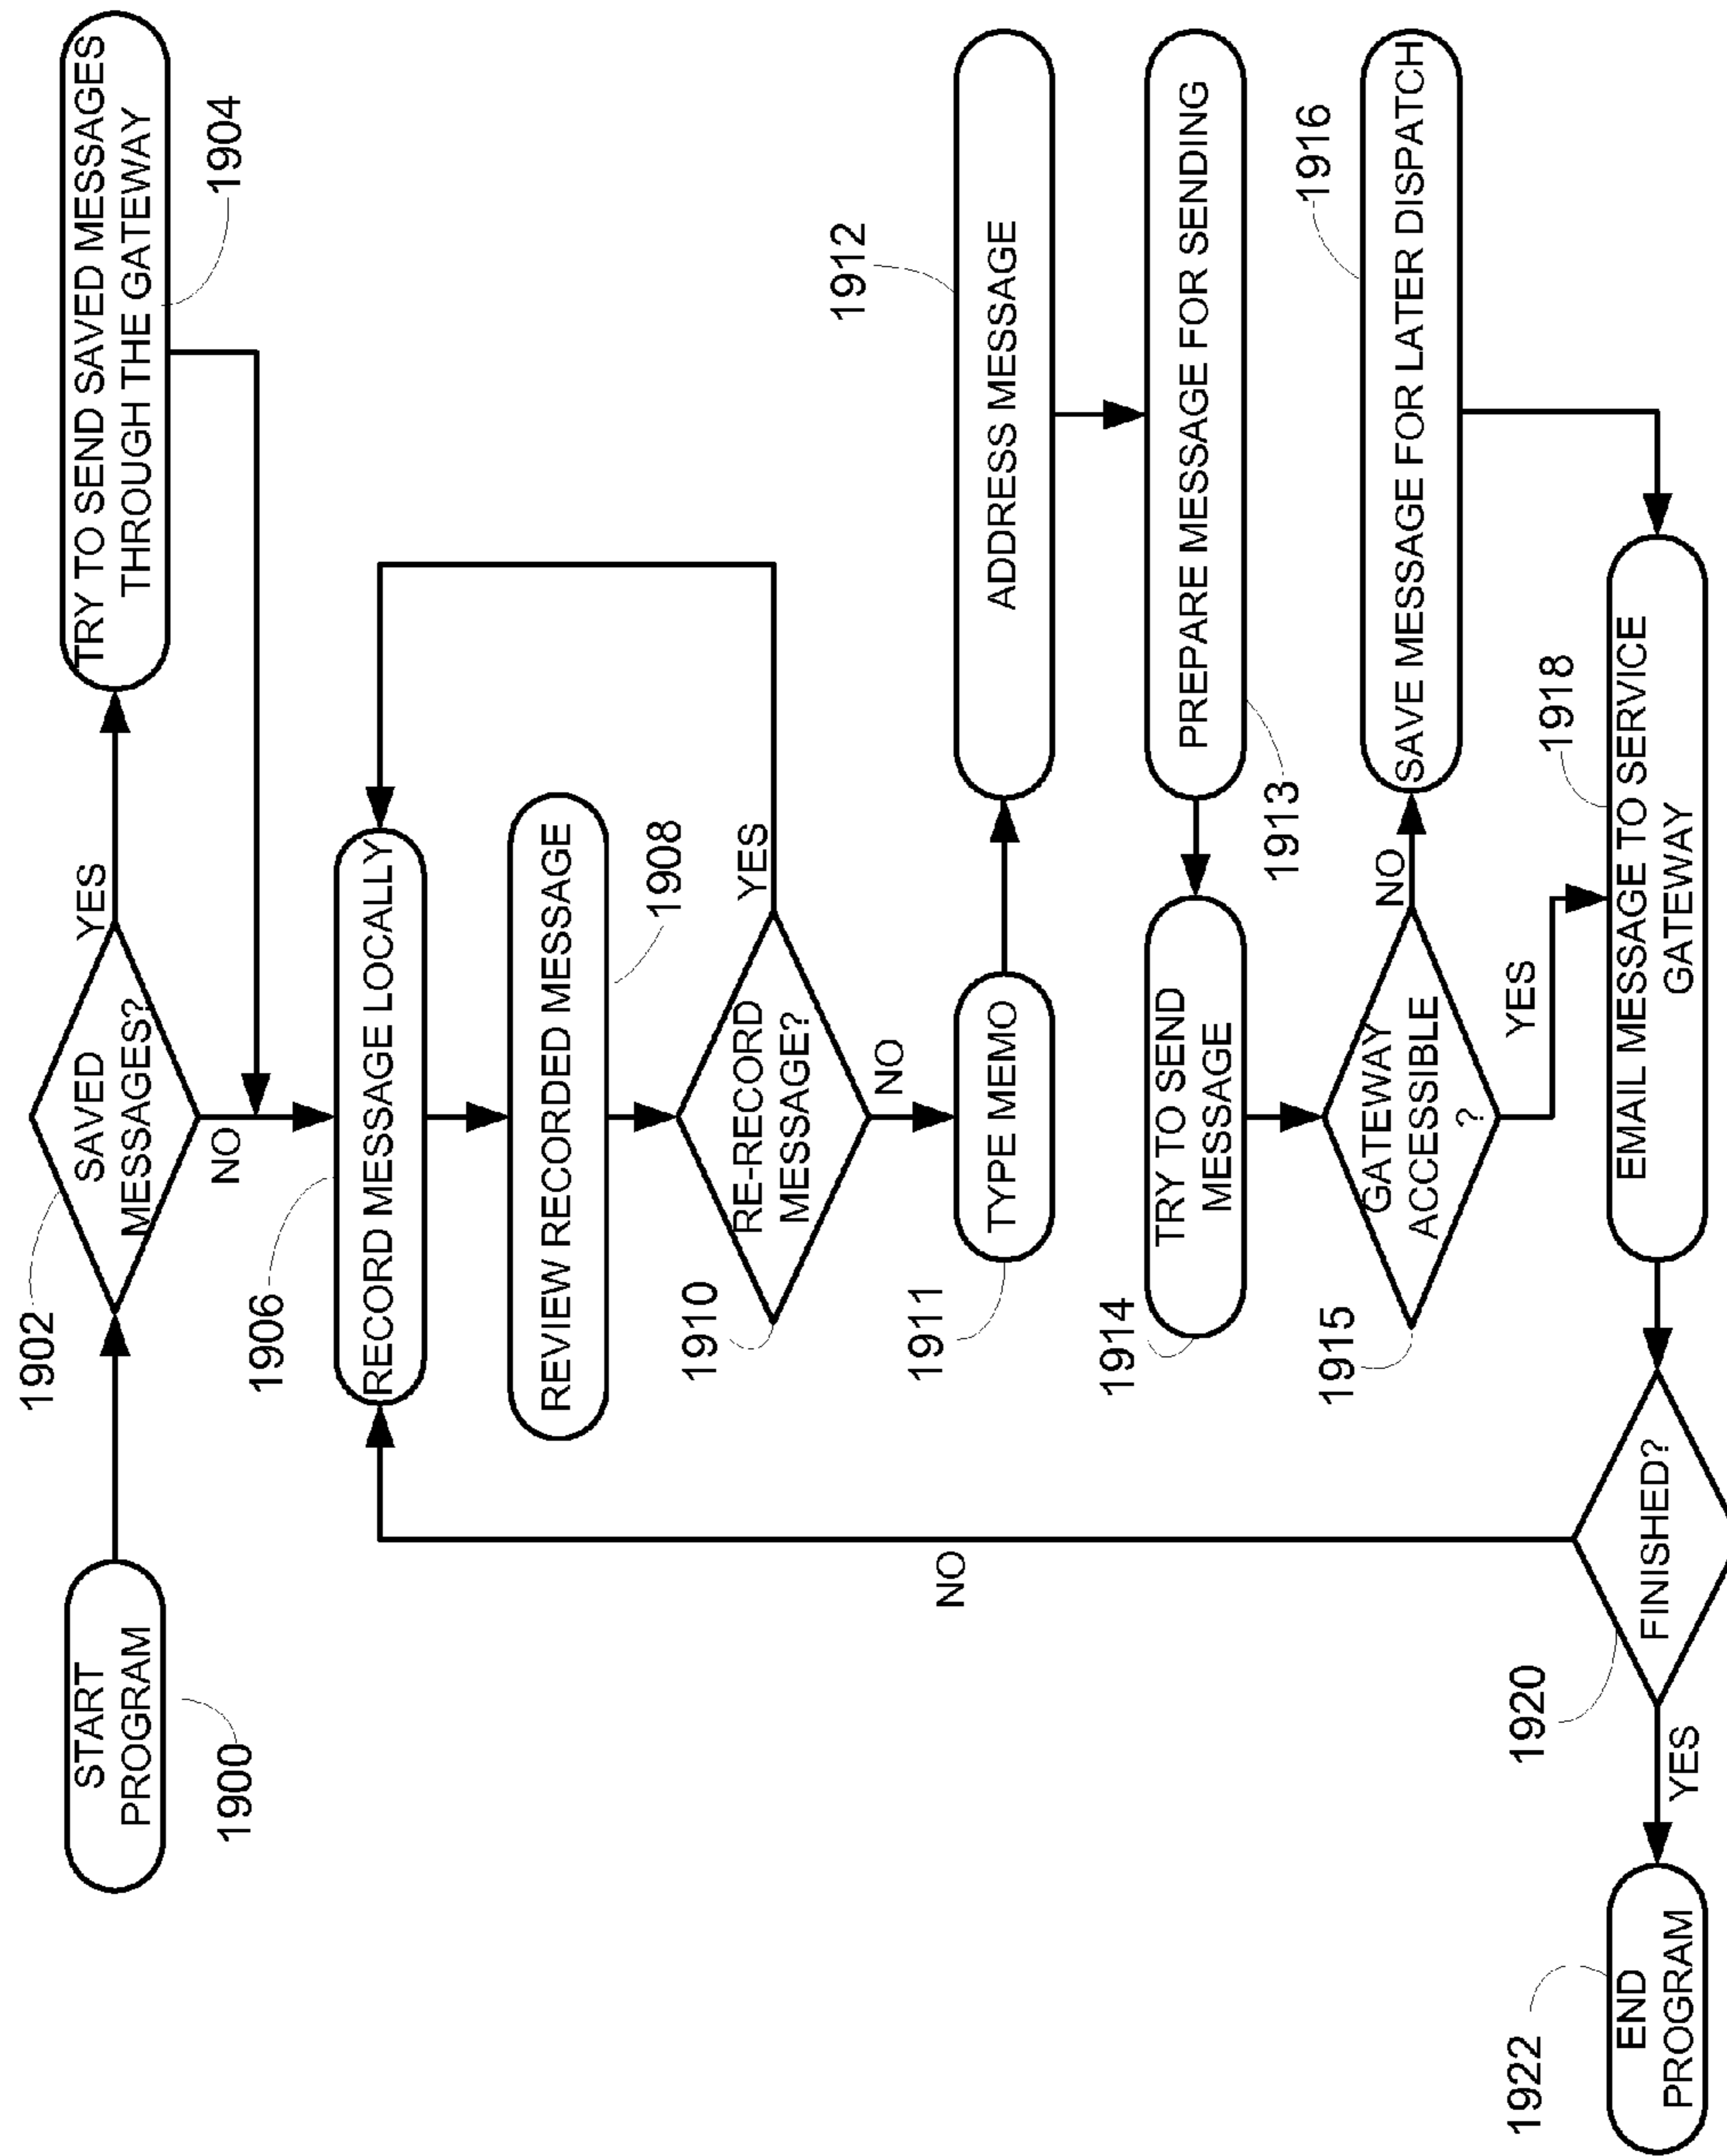 START
PROGRAM
1900
1902
SAVED
MESSAGES?
YES
NO
TRY TO SEND SAVED MESSAGES
THROUGH THE GATEWAY
1904
1906
RECORD MESSAGE LOCALLY
REVIEW RECORDED MESSAGE
1908
RE-RECORD
MESSAGE?
1910
YES
NO
TYPE MEMO
1911
ADDRESS MESSAGE
1912
PREPARE MESSAGE FOR SENDING
1913
TRY TO SEND
MESSAGE
1914
GATEWAY
ACCESSIBLE
?
1915
NO
YES
SAVE MESSAGE FOR LATER DISPATCH
1916
EMAIL MESSAGE TO SERVICE
GATEWAY
1918
FINISHED?
1920
NO
YES
END
PROGRAM
1922